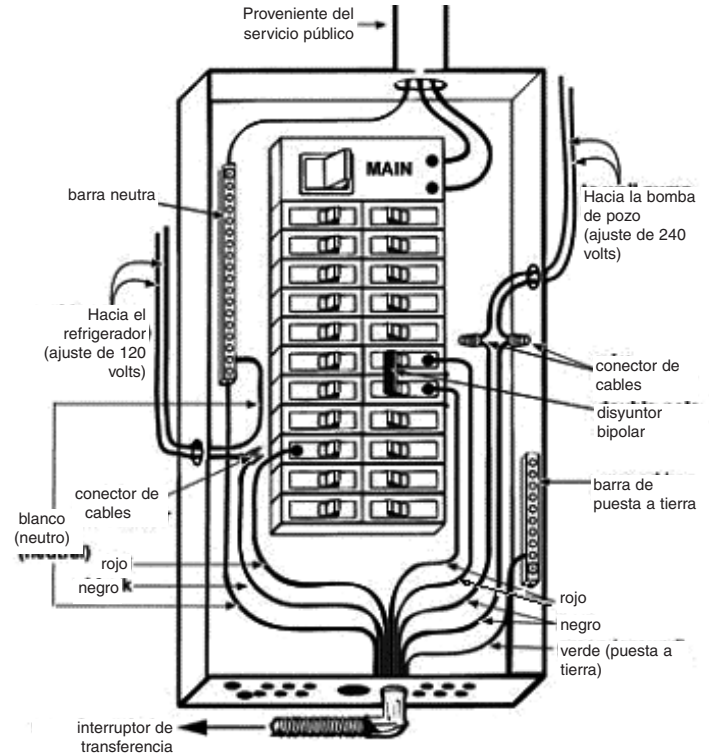 Proveniente del
servicio público
MAIN
barra neutra
Hacia la bomba
de pozo
(ajuste de 240
volts)
Hacia el
refrigerador
(ajuste de 120
volts)
conector de
cables
disyuntor
bipolar
conector de
cables
barra de
puesta a tierra
blanco
(neutro)
rojo
negro k
rojo
negro
verde (puesta a
tierra)
interruptor de
transferencia